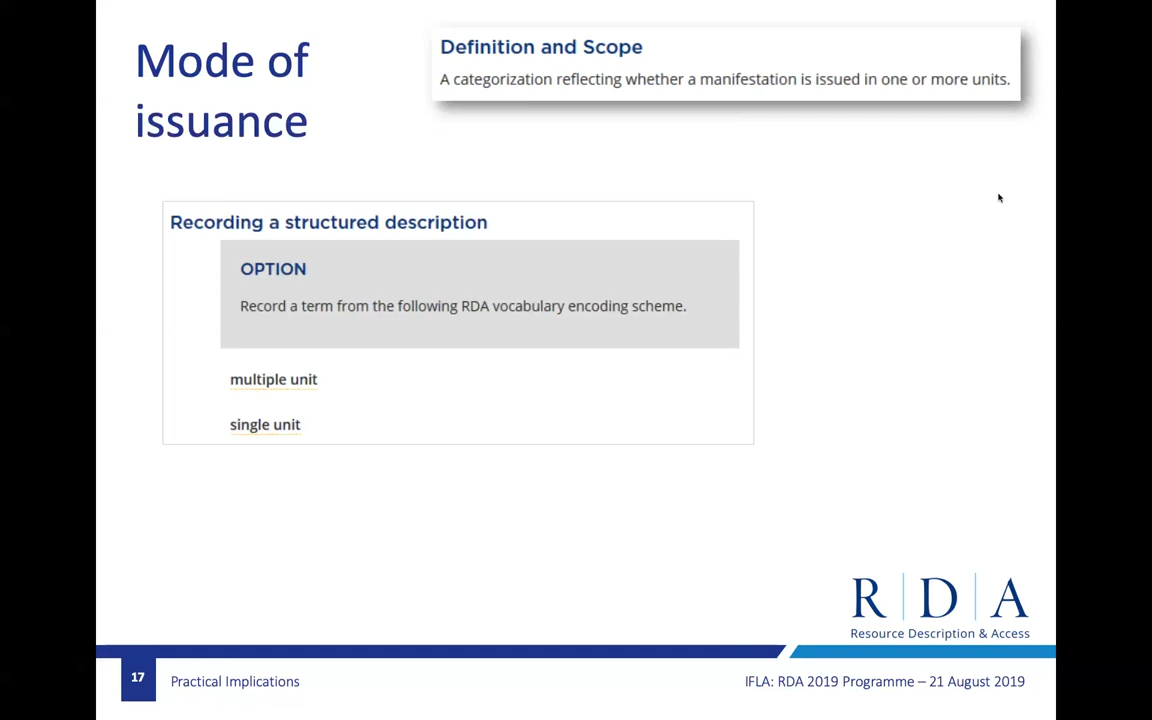 Mode of
issuance
Definition and Scope
A categorization reflecting whether a manifestation is issued in one or more units.
Recording a structured description
OPTION
Record a term from the following RDA vocabulary encoding scheme.
multiple unit
single unit
R D A
Resource Description & Access
17
Practical Implications
IFLA: RDA 2019 Programme – 21 August 2019